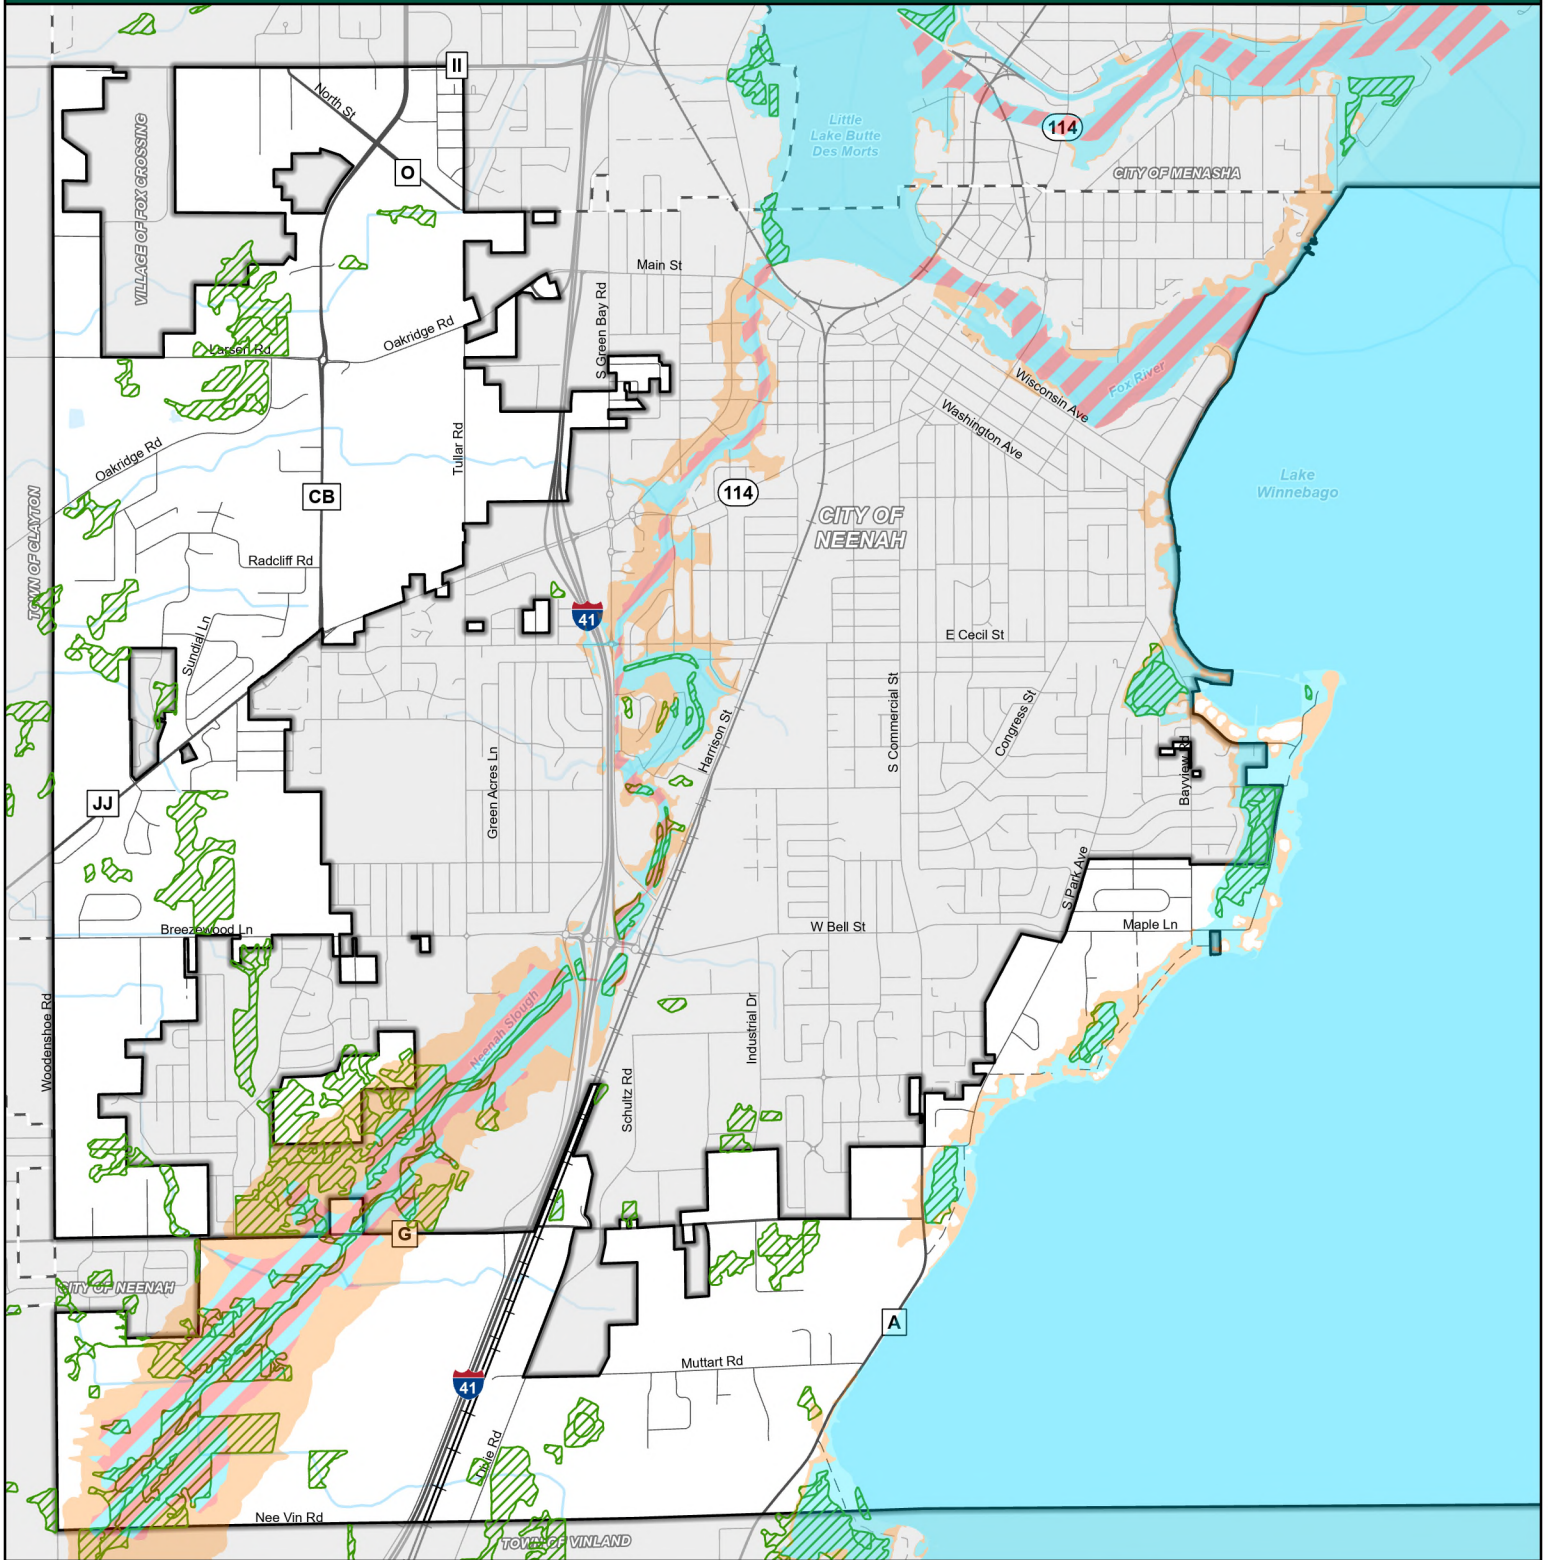 II
North St
O
VILLAGE OF FOX CROSSING
Little
Lake Butte
Des Morts
114
CITY OF MENASHA
Main St
S Green Bay Rd
Oakridge Rd
Larsen Rd
Fox River
Wisconsin Ave
Washington Ave
Oakridge Rd
Tullar Rd
CB
114
CITY OF
NEENAH
Lake
Winnebago
TOWN OF CLAYTON
Radcliff Rd
41
Sundial Ln
E Cecil St
S Commercial St
Congress St
Harrison St
Green Acres Ln
Bayview Rd
JJ
S Park Ave
Breezewood Ln
W Bell St
Maple Ln
Woodenshoe Rd
Neenah Slough
Industrial Dr
Schultz Rd
G
CITY OF NEENAH
A
Muttart Rd
41
Dixie Rd
Nee Vin Rd
TOWN OF VINLAND